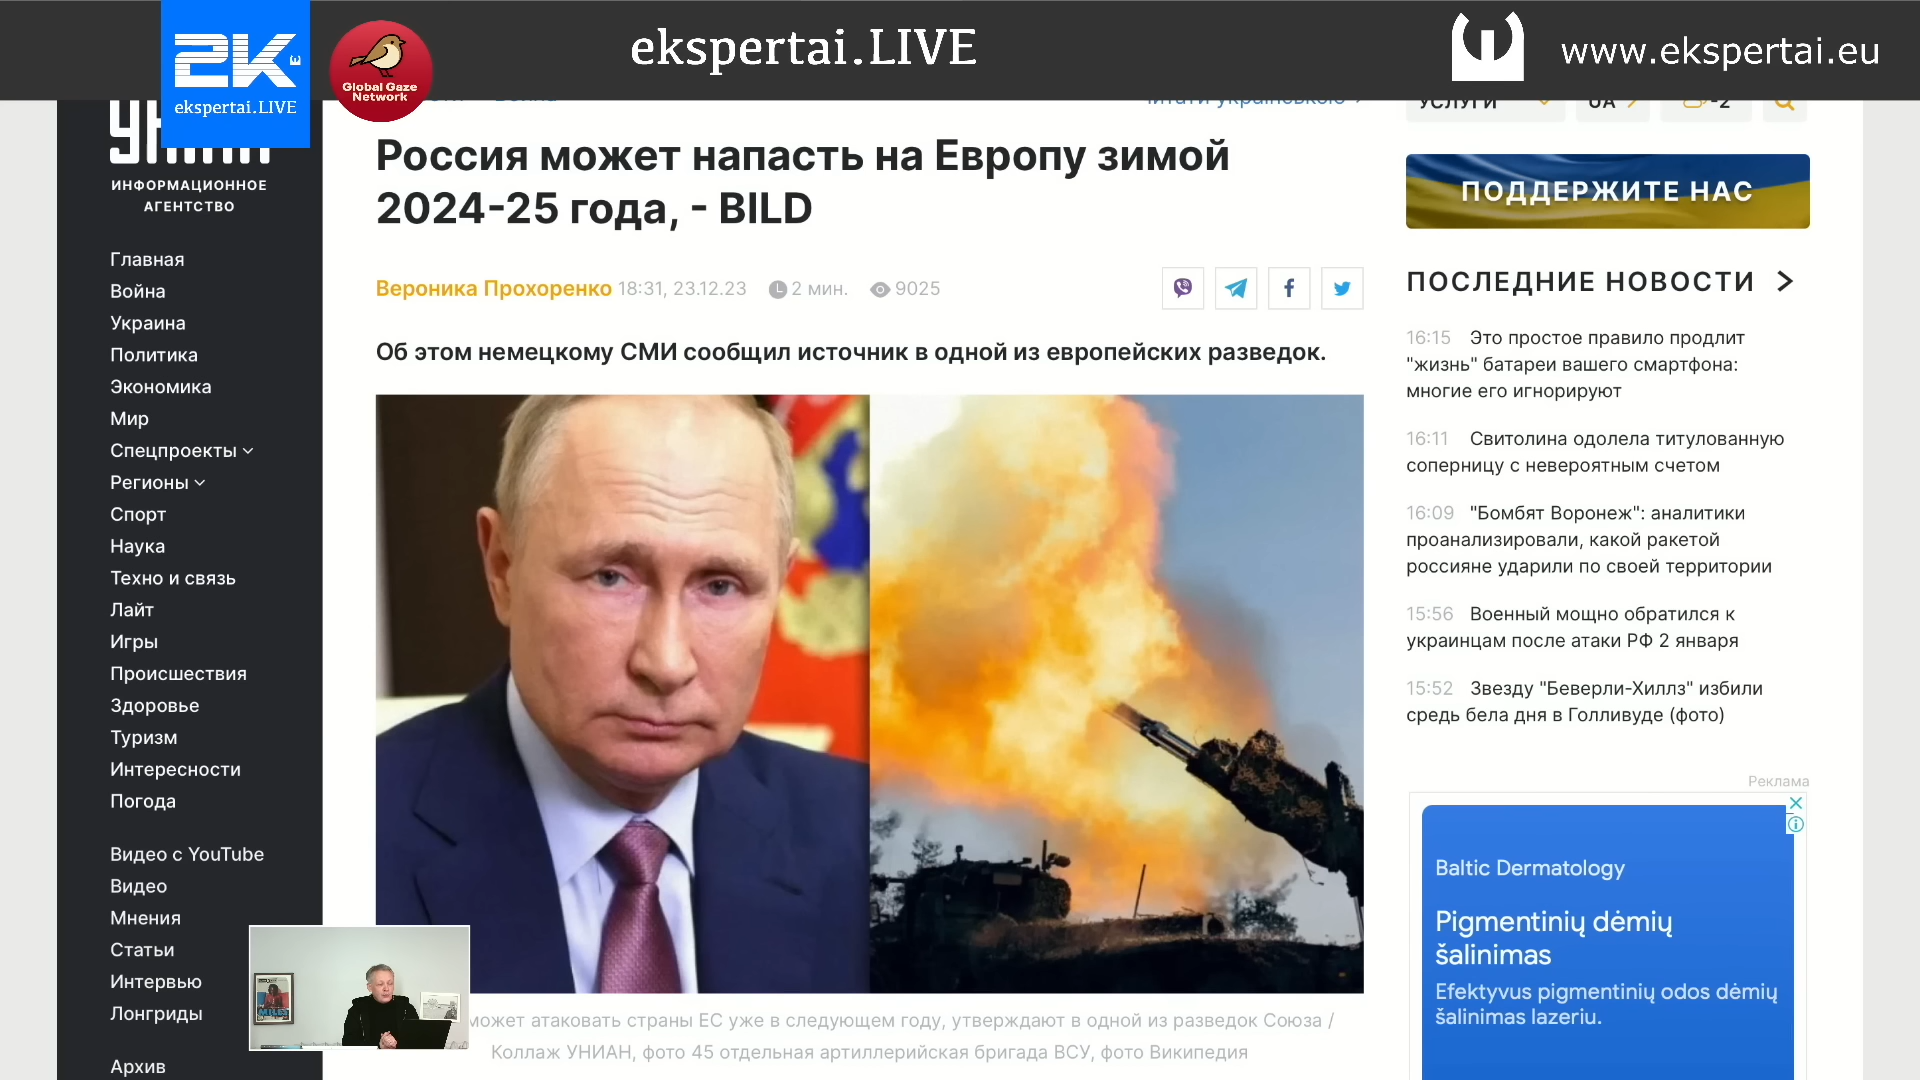 2K
ekspertai.LIVE
Global Gaze
Network
ekspertai.LIVE
www.ekspertai.eu
ИНФОРМАЦИОННОЕ
АГЕНТСТВО
Главная
Война
Украина
Политика
Экономика
Мир
Спецпроекты
Регионы
Спорт
Наука
Техно и связь
Лайт
Игры
Происшествия
Здоровье
Туризм
Интересности
Погода
Видео с YouTube
Видео
Мнения
Статьи
Интервью
Лонгриды
Архив
Читати українською
Россия может напасть на Европу зимой
2024-25 года, - BILD
Вероника Прохоренко 18:31, 23.12.23 2 мин. 9025
Об этом немецкому СМИ сообщил источник в одной из европейских разведок.
может атаковать страны ЕС уже в следующем году, утверждают в одной из разведок Союза /
Коллаж УНИАН, фото 45 отдельная артиллерийская бригада ВСУ, фото Википедия
УСЛУГИ
UA
-2
ПОДДЕРЖИТЕ НАС
ПОСЛЕДНИЕ НОВОСТИ
16:15 Это простое правило продлит
"жизнь" батареи вашего смартфона:
многие его игнорируют
16:11 Свитолина одолела титулованную
соперницу с невероятным счетом
16:09 "Бомбят Воронеж": аналитики
проанализировали, какой ракетой
россияне ударили по своей территории
15:56 Военный мощно обратился к
украинцам после атаки РФ 2 января
15:52 Звезду "Беверли-Хиллз" избили
средь бела дня в Голливуде (фото)
Реклама
Baltic Dermatology
Pigmentinių dėmių
šalinimas
Efektyvus pigmentinių odos dėmių
šalinimas lazeriu.